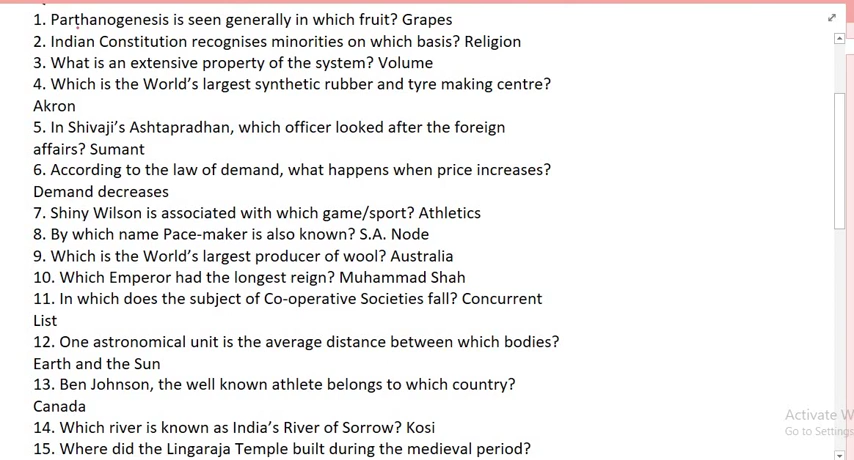 1. Parthanogenesis is seen generally in which fruit? Grapes
2. Indian Constitution recognises minorities on which basis? Religion
3. What is an extensive property of the system? Volume
4. Which is the World’s largest synthetic rubber and tyre making centre?
Akron
5. In Shivaji’s Ashtapradhan, which officer looked after the foreign
affairs? Sumant
6. According to the law of demand, what happens when price increases?
Demand decreases
7. Shiny Wilson is associated with which game/sport? Athletics
8. By which name Pace-maker is also known? S.A. Node
9. Which is the World’s largest producer of wool? Australia
10. Which Emperor had the longest reign? Muhammad Shah
11. In which does the subject of Co-operative Societies fall? Concurrent
List
12. One astronomical unit is the average distance between which bodies?
Earth and the Sun
13. Ben Johnson, the well known athlete belongs to which country?
Canada
14. Which river is known as India’s River of Sorrow? Kosi
15. Where did the Lingaraja Temple built during the medieval period?
Activate W
Go to Settings